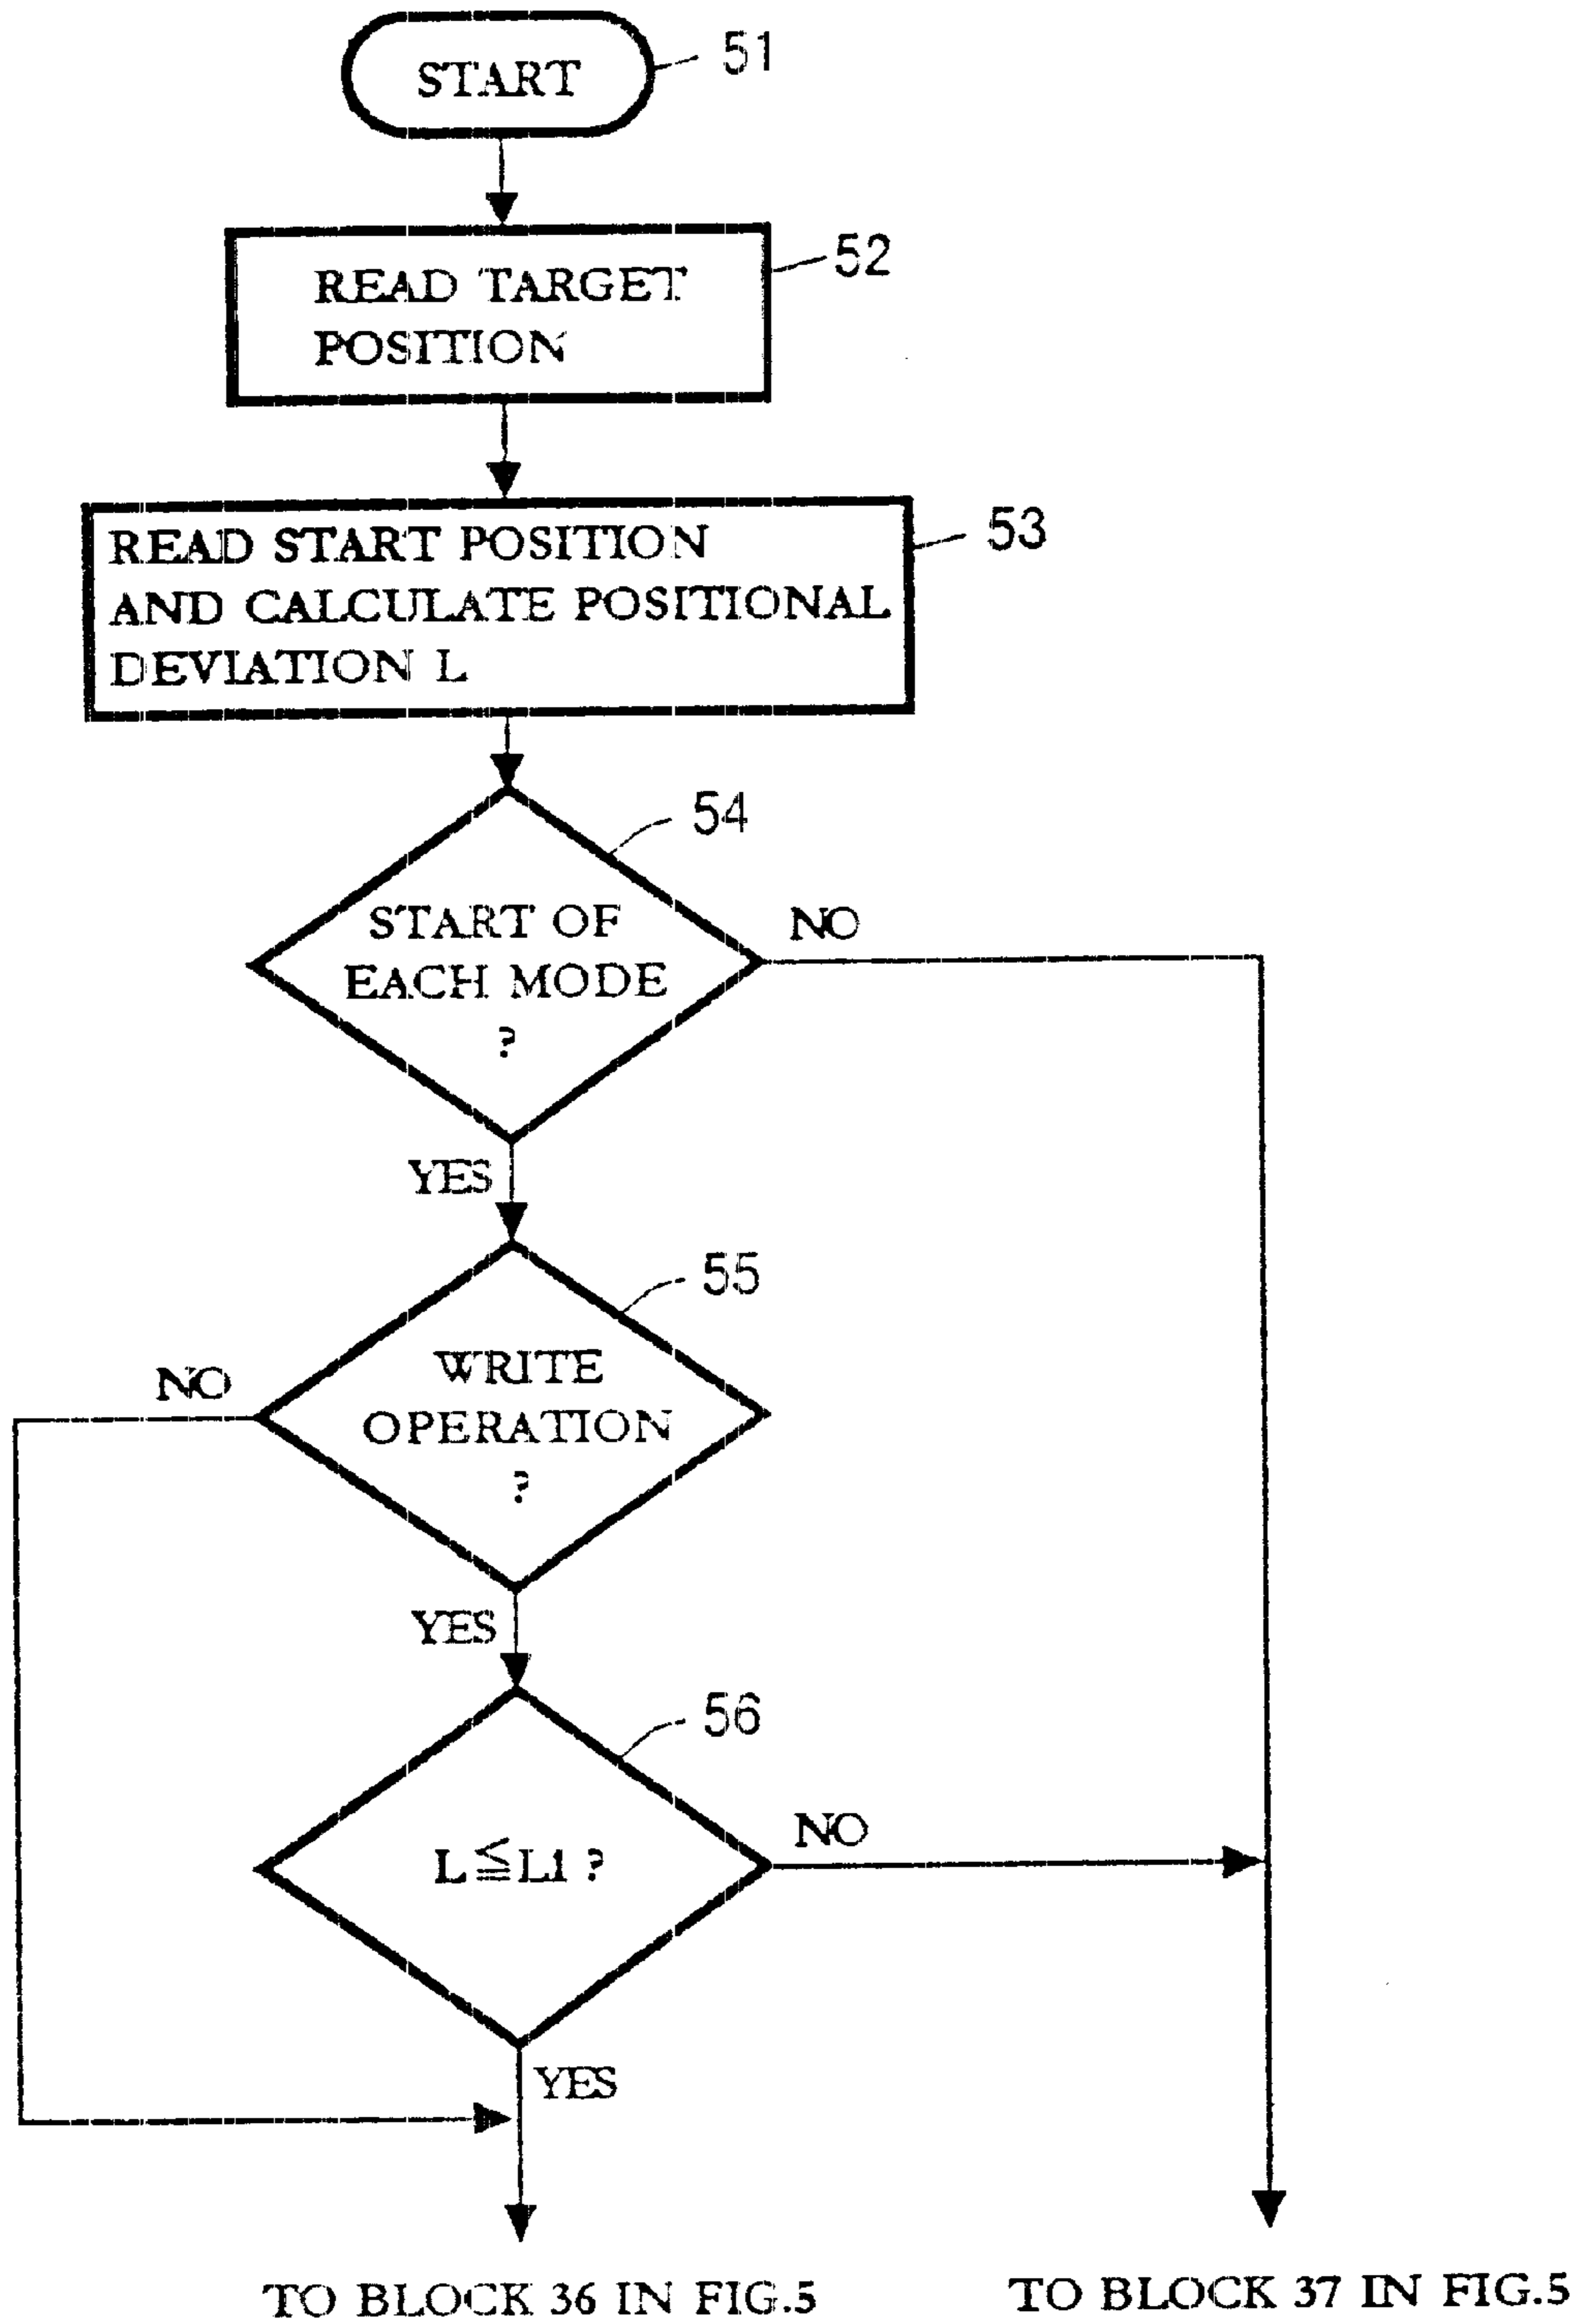 START
51
READ TARGET
POSITION
52
READ START POSITION
AND CALCULATE POSITIONAL
DEVIATION L
53
54
START OF
EACH MODE
?
NO
YES
55
WRITE
OPERATION
?
NO
YES
56
L≦L1?
NO
YES
TO BLOCK 36 IN FIG.5
TO BLOCK 37 IN FIG.5